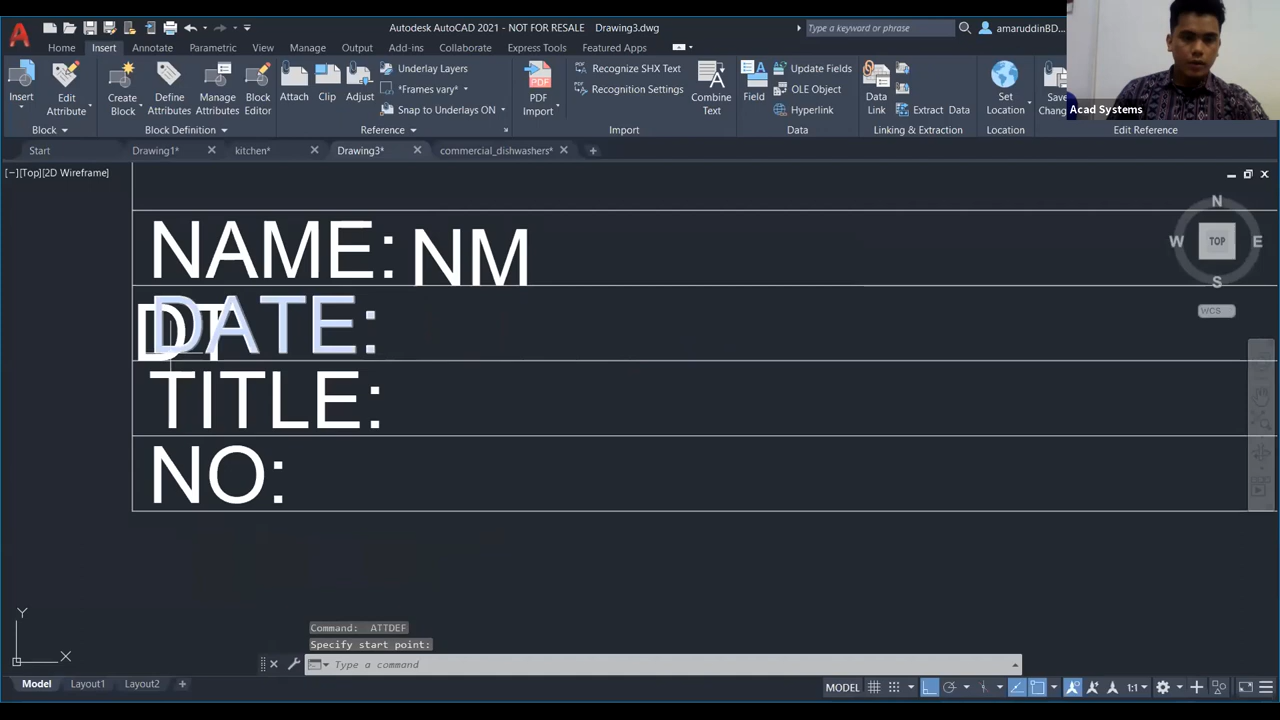 Autodesk AutoCAD 2021 - NOT FOR RESALE Drawing3.dwg
Type a keyword or phrase
amaruddinBD...
Home Insert Annotate Parametric View Manage Output Add-ins Collaborate Express Tools Featured Apps
Insert
Edit Attribute
Create Block
Define Attributes
Manage Attributes
Block Editor
Attach
Clip
Adjust
Underlay Layers
*Frames vary*
Snap to Underlays ON
PDF Import
Recognize SHX Text
Recognition Settings
Combine Text
Field
Update Fields
OLE Object
Hyperlink
Data Link
Extract Data
Set Location
Save Chang
Acad Systems
Block
Block Definition
Reference
Import
Data
Linking & Extraction
Location
Edit Reference
Start
Drawing1*
kitchen*
Drawing3*
commercial_dishwashers*
[−][Top][2D Wireframe]
N
W
TOP
E
S
WCS
NAME: NM
DATE:
DT
TITLE:
NO:
Y
X
Command: ATTDEF
Specify start point:
Type a command
Model Layout1 Layout2
MODEL
1:1